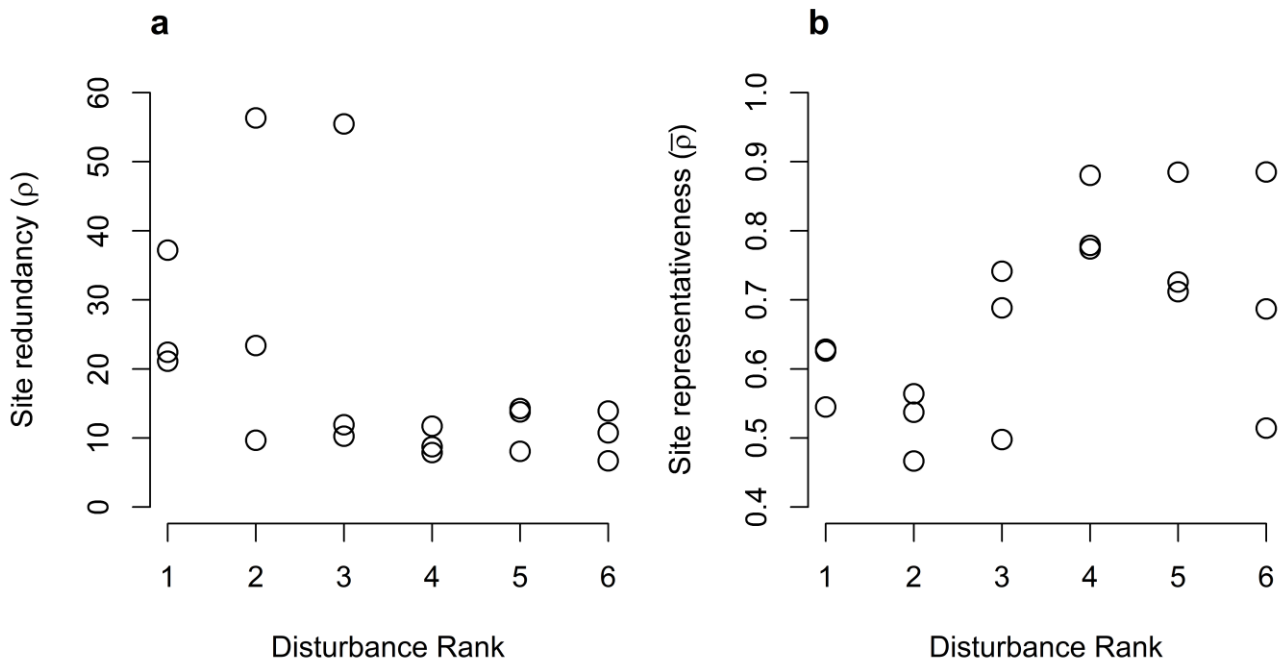 a
60
50
40
30
20
10
0
Site redundancy (ρ)
1 2 3 4 5 6
Disturbance Rank
b
1.0
0.9
0.8
0.7
0.6
0.5
0.4
Site representativeness (ρ̅)
1 2 3 4 5 6
Disturbance Rank